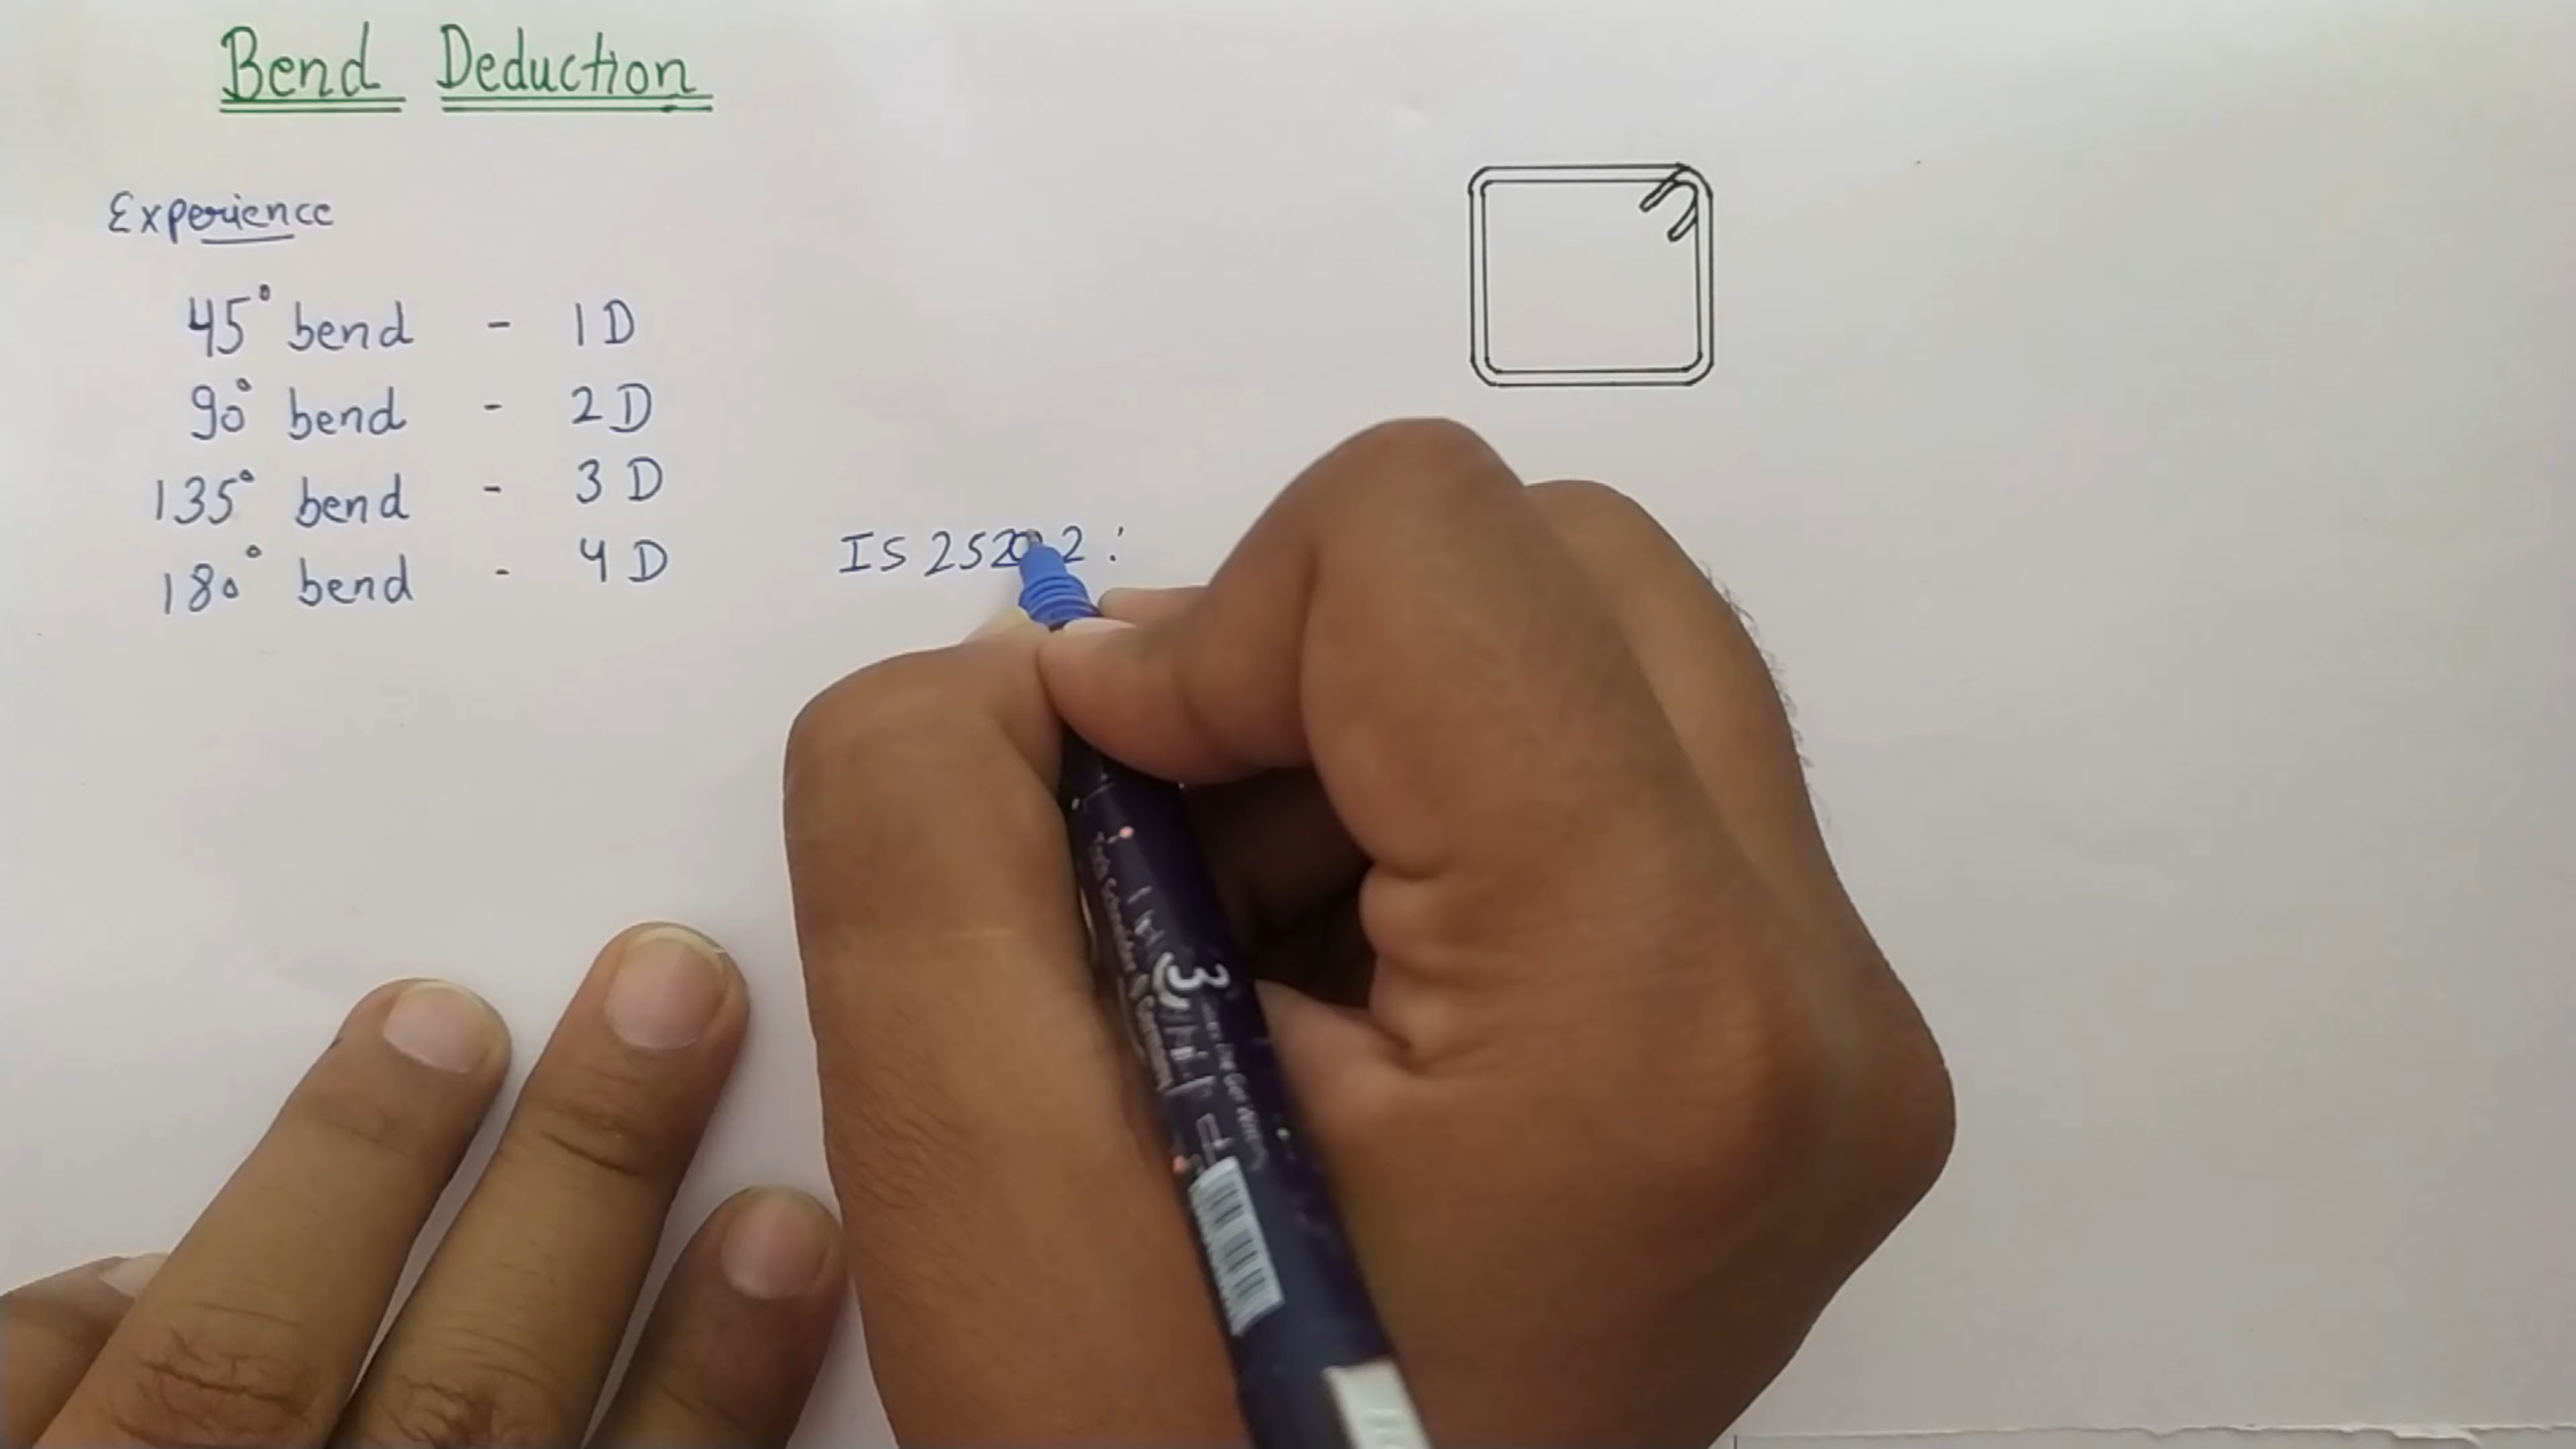 Bend Deduction
Experience
45° bend - 1D
90° bend - 2D
135° bend - 3D
180° bend - 4D
IS 2502 :